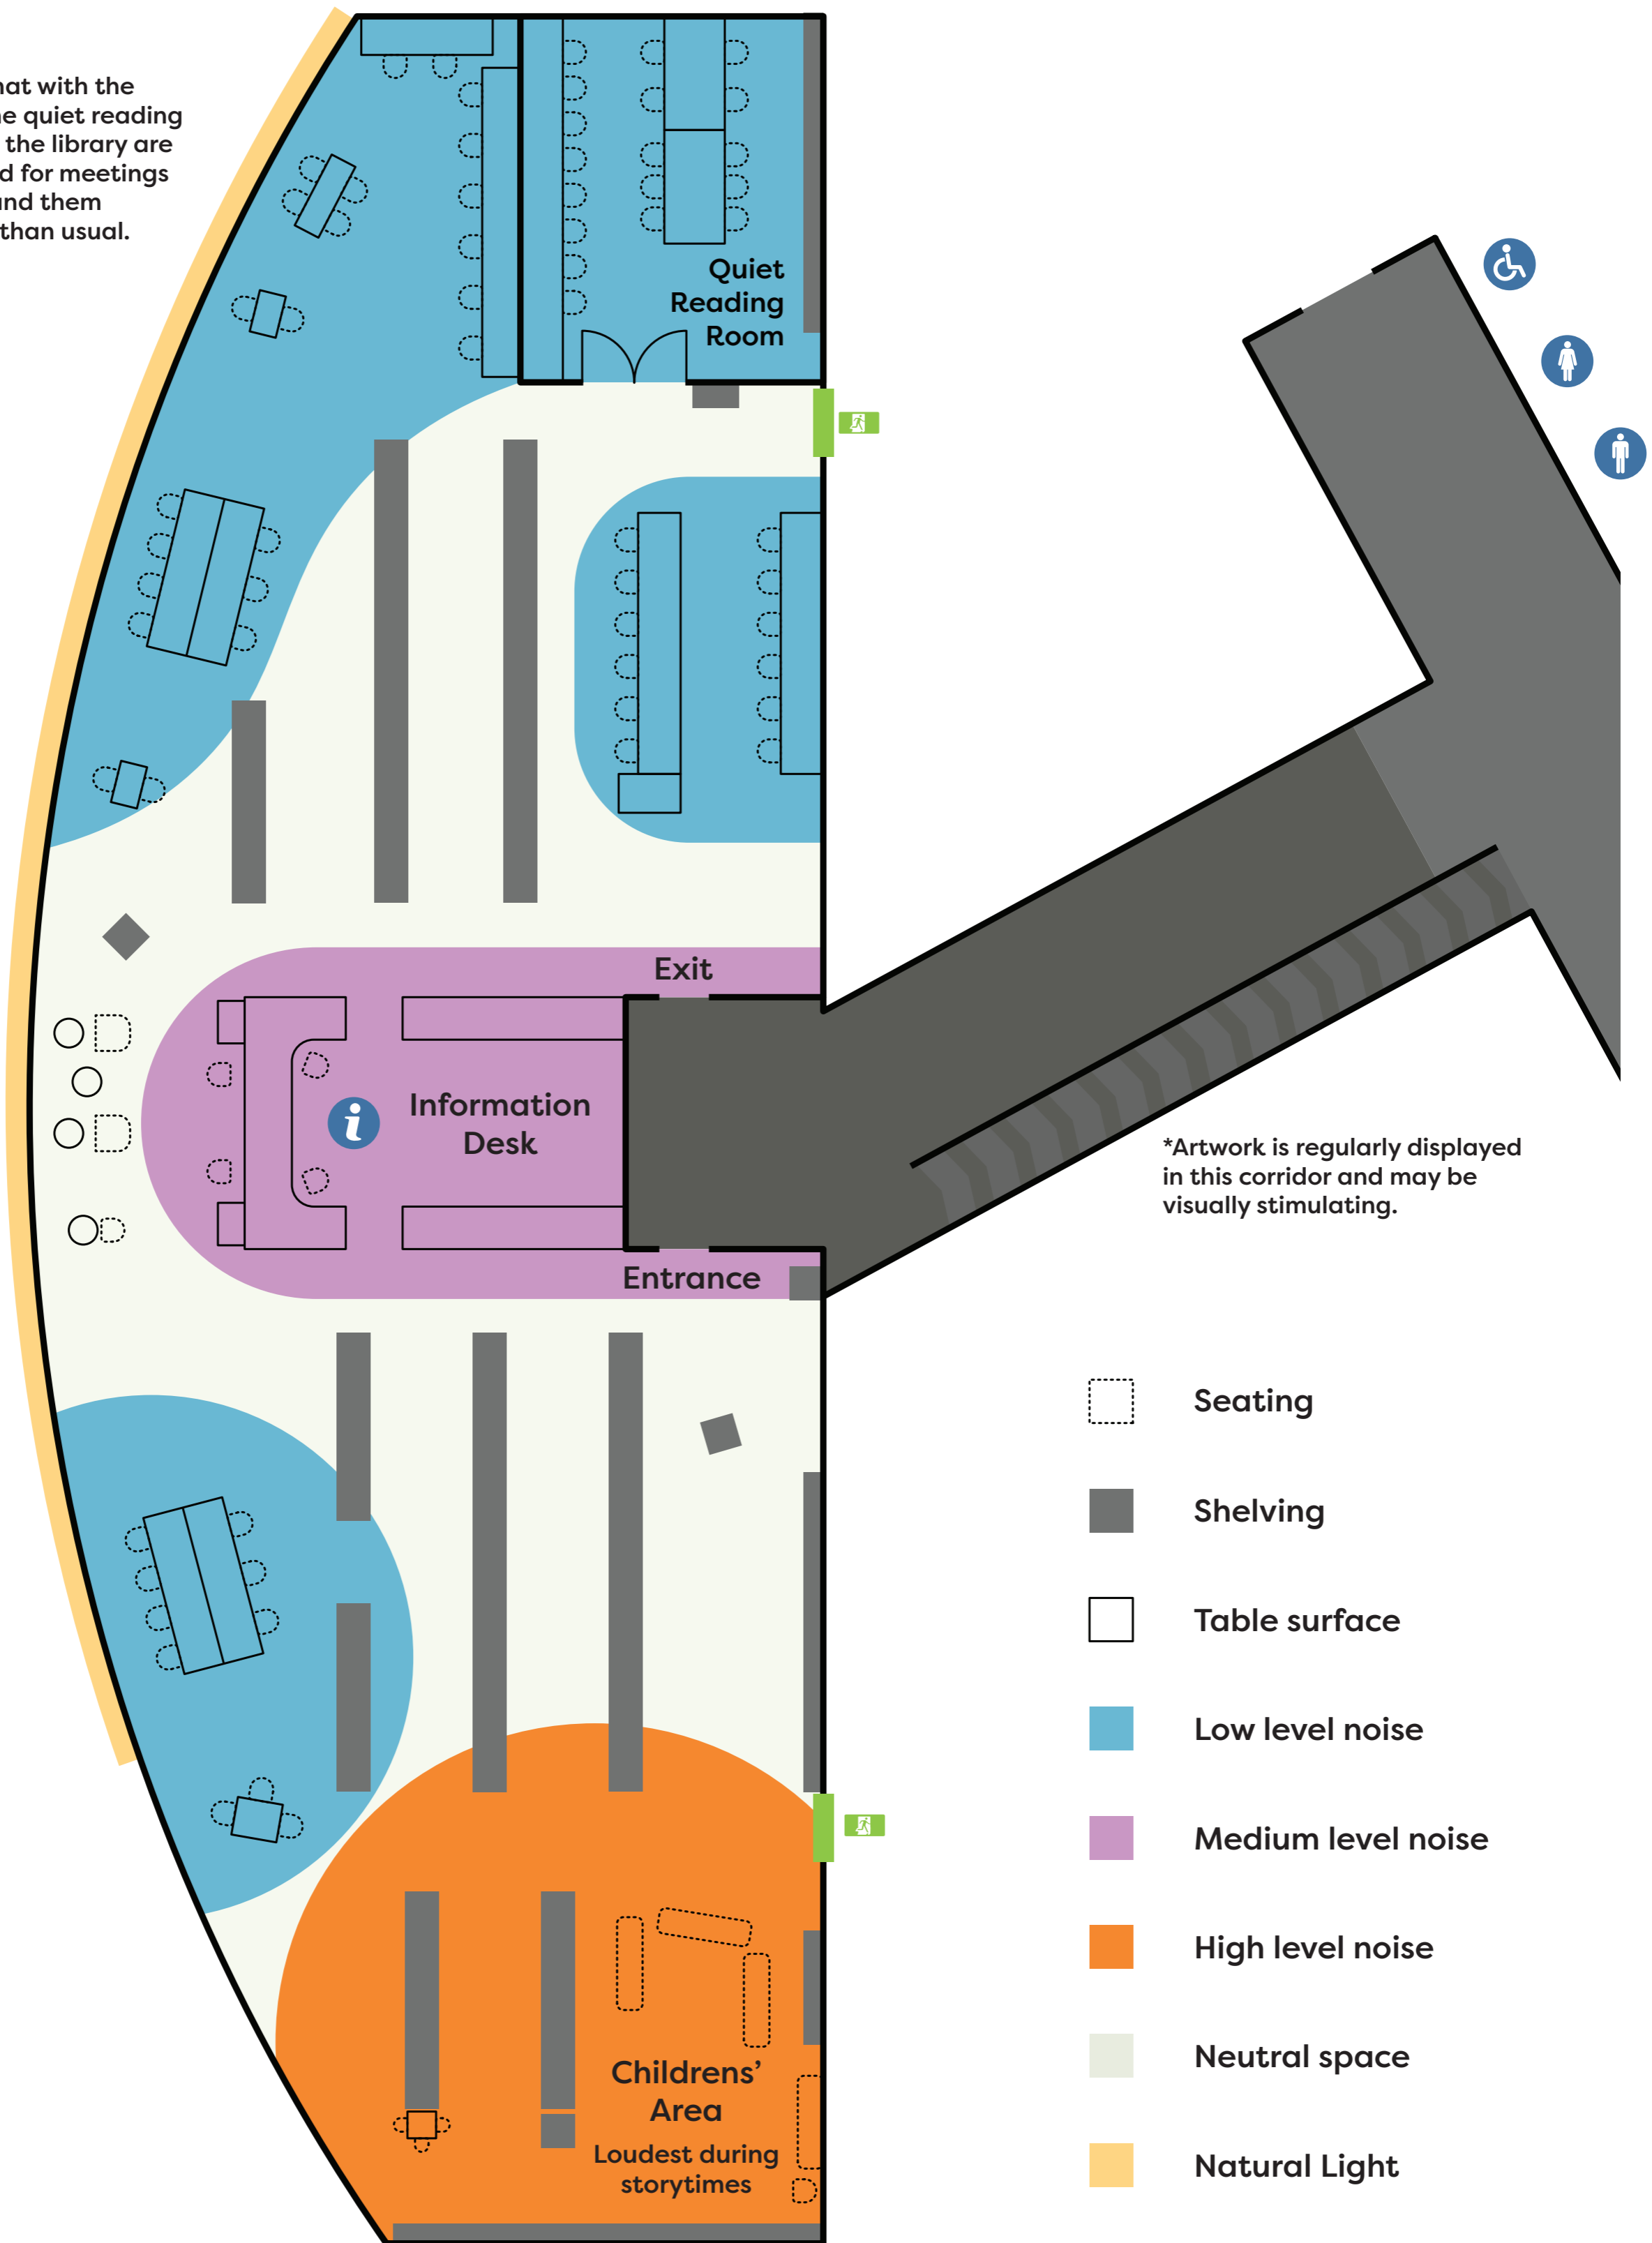 hat with the
ne quiet reading
the library are
d for meetings
und them
than usual.
Quiet
Reading
Room
Exit
Information
Desk
i
Entrance
*Artwork is regularly displayed
in this corridor and may be
visually stimulating.
Seating
Shelving
Table surface
Low level noise
Medium level noise
High level noise
Neutral space
Natural Light
Childrens’
Area
Loudest during
storytimes